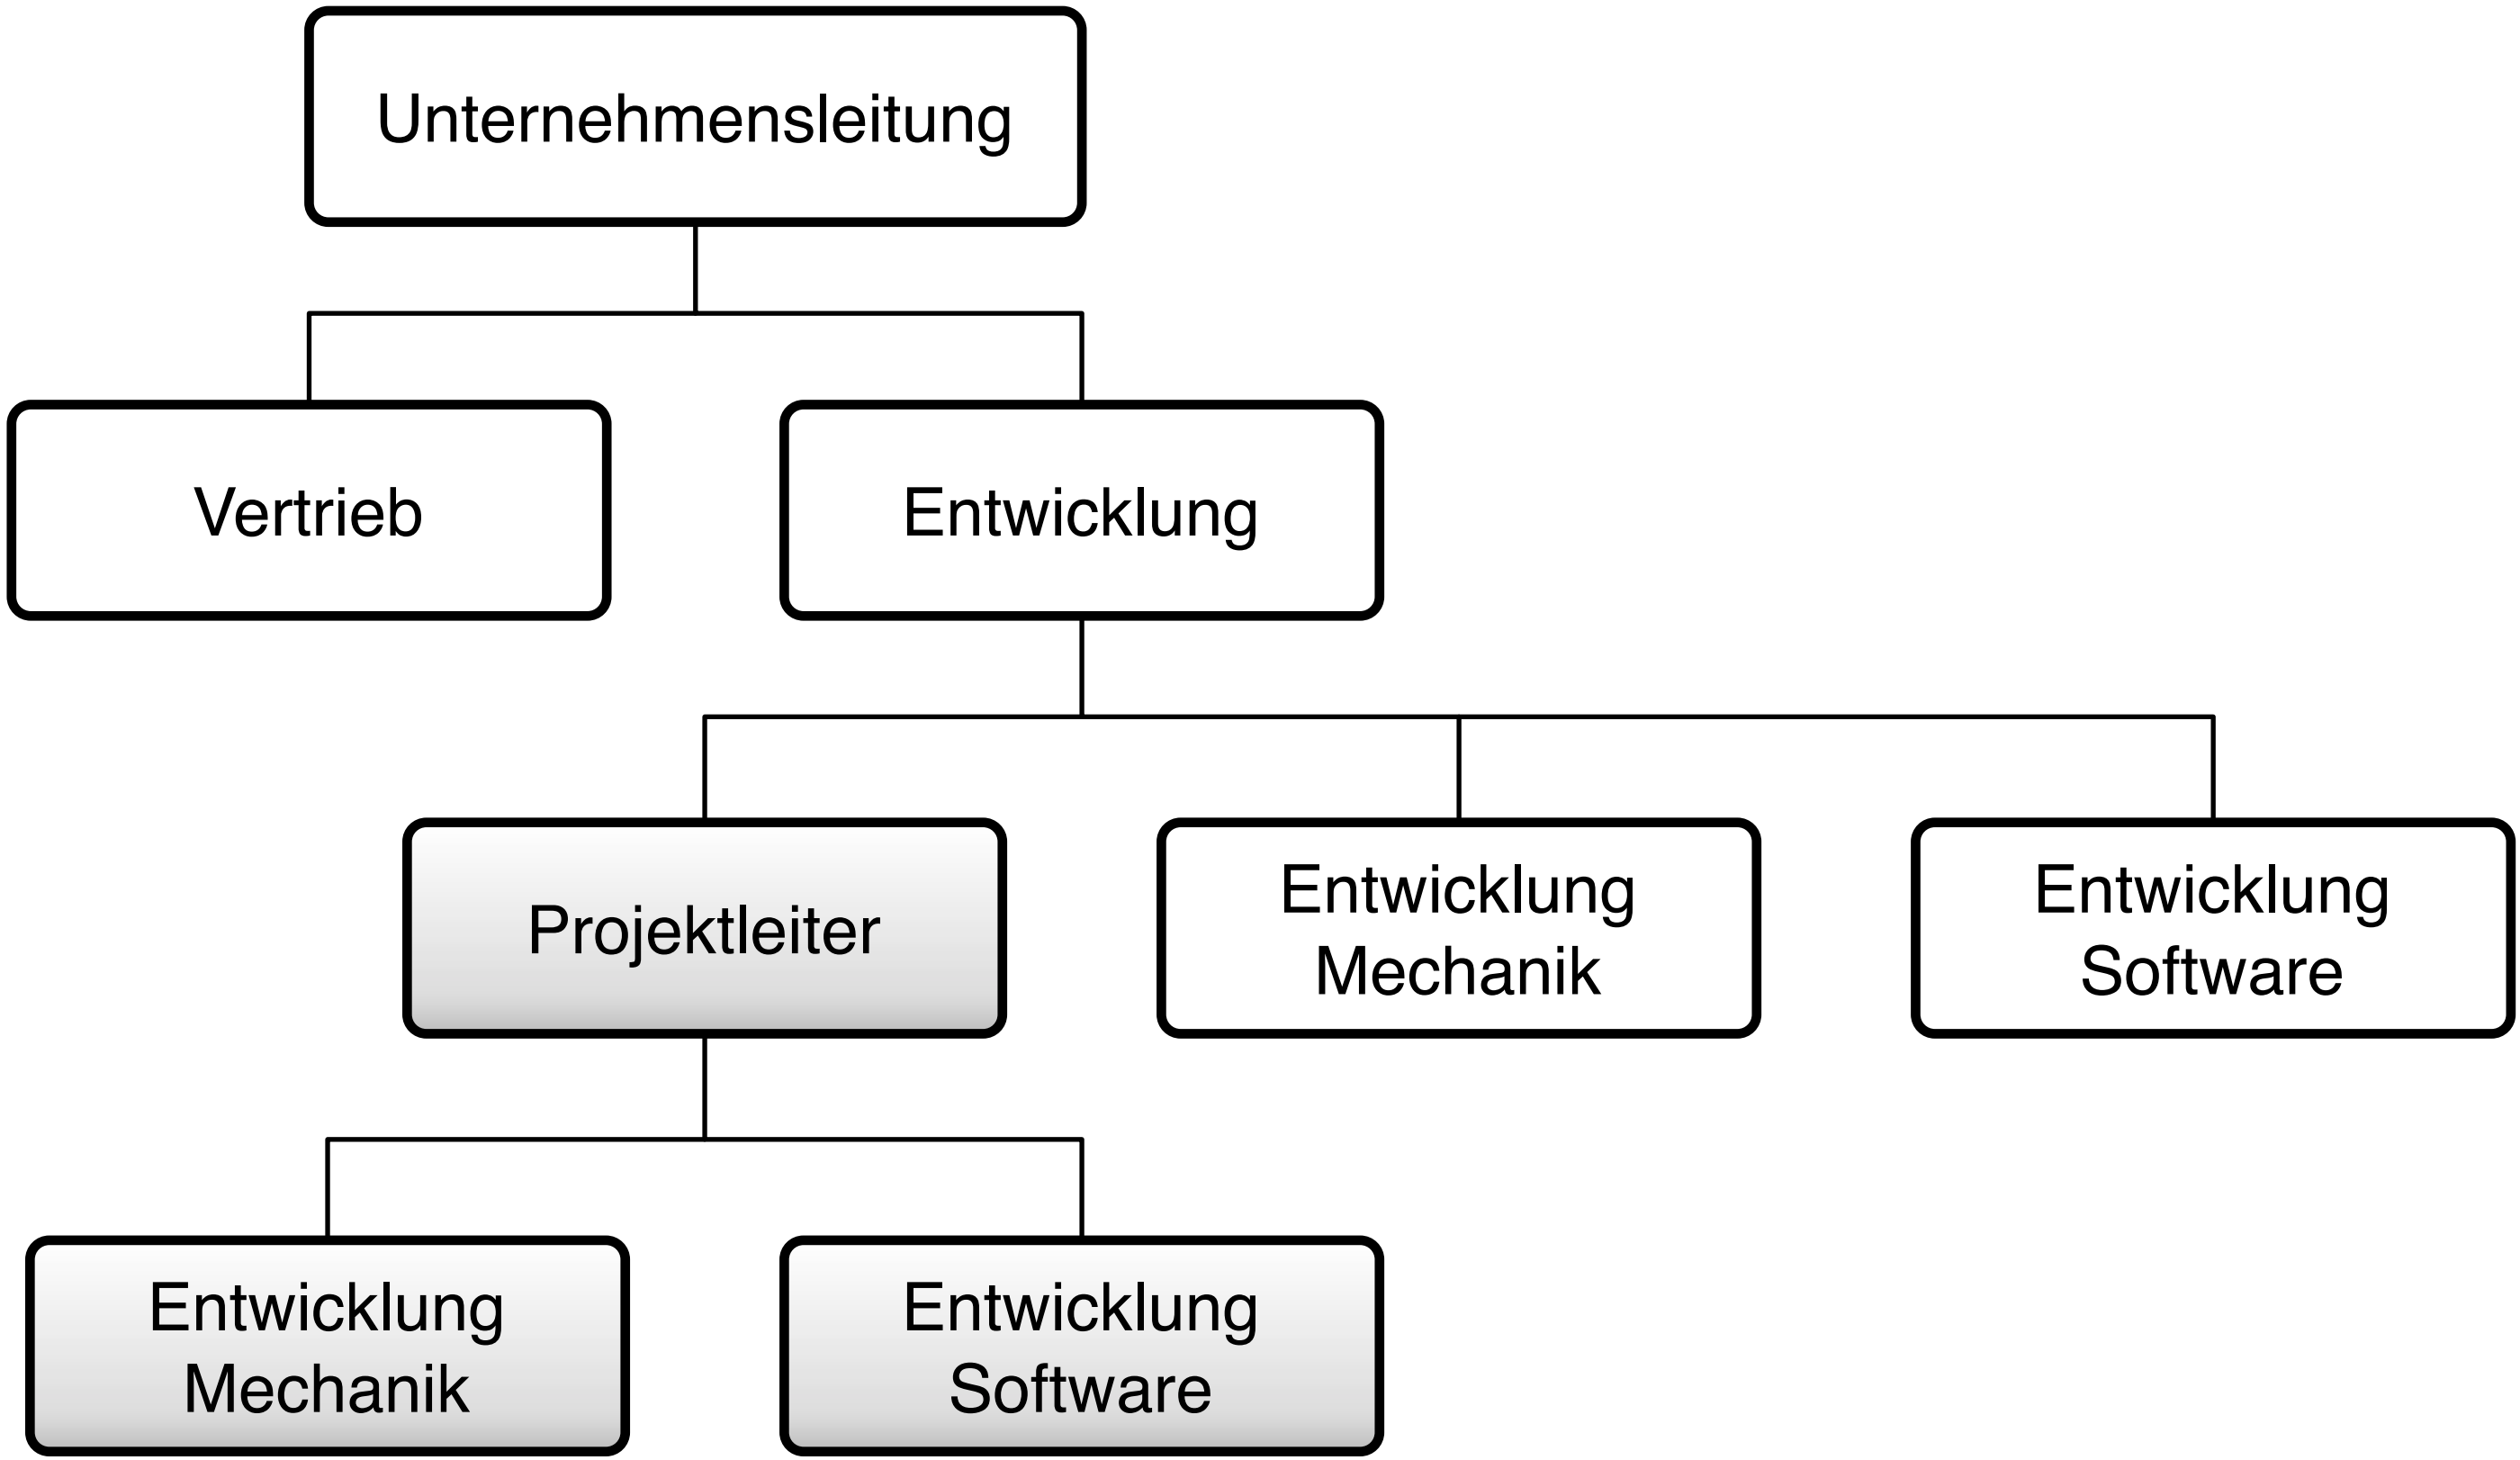 Unternehmensleitung
Vertrieb
Entwicklung
Projektleiter
Entwicklung
Mechanik
Entwicklung
Software
Entwicklung
Mechanik
Entwicklung
Software